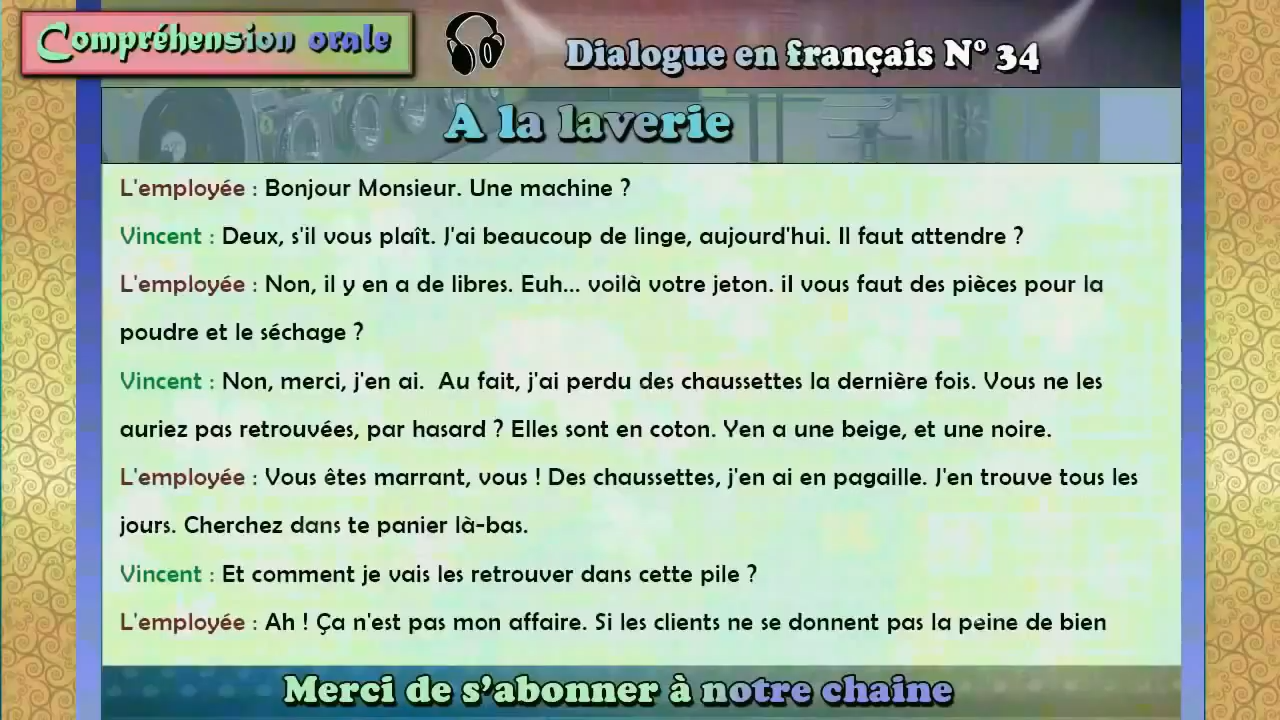 Compréhension orale
Dialogue en français N° 34
A la laverie
L'employée : Bonjour Monsieur. Une machine ?
Vincent : Deux, s'il vous plaît. J'ai beaucoup de linge, aujourd'hui. Il faut attendre ?
L'employée : Non, il y en a de libres. Euh... voilà votre jeton. il vous faut des pièces pour la
poudre et le séchage ?
Vincent : Non, merci, j'en ai. Au fait, j'ai perdu des chaussettes la dernière fois. Vous ne les
auriez pas retrouvées, par hasard ? Elles sont en coton. Yen a une beige, et une noire.
L'employée : Vous êtes marrant, vous ! Des chaussettes, j'en ai en pagaille. J'en trouve tous les
jours. Cherchez dans te panier là-bas.
Vincent : Et comment je vais les retrouver dans cette pile ?
L'employée : Ah ! Ça n'est pas mon affaire. Si les clients ne se donnent pas la peine de bien
Merci de s'abonner à notre chaine